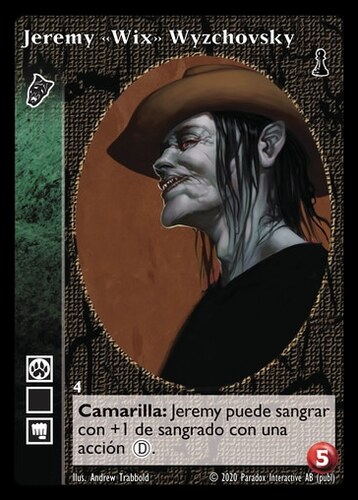 Jeremy «Wix» Wyzchovsky
4
Camarilla: Jeremy puede sangrar
con +1 de sangrado con una
acción Ⓓ.
5
Illus. Andrew Trabbold © 2020 Paradox Interactive AB (publ)